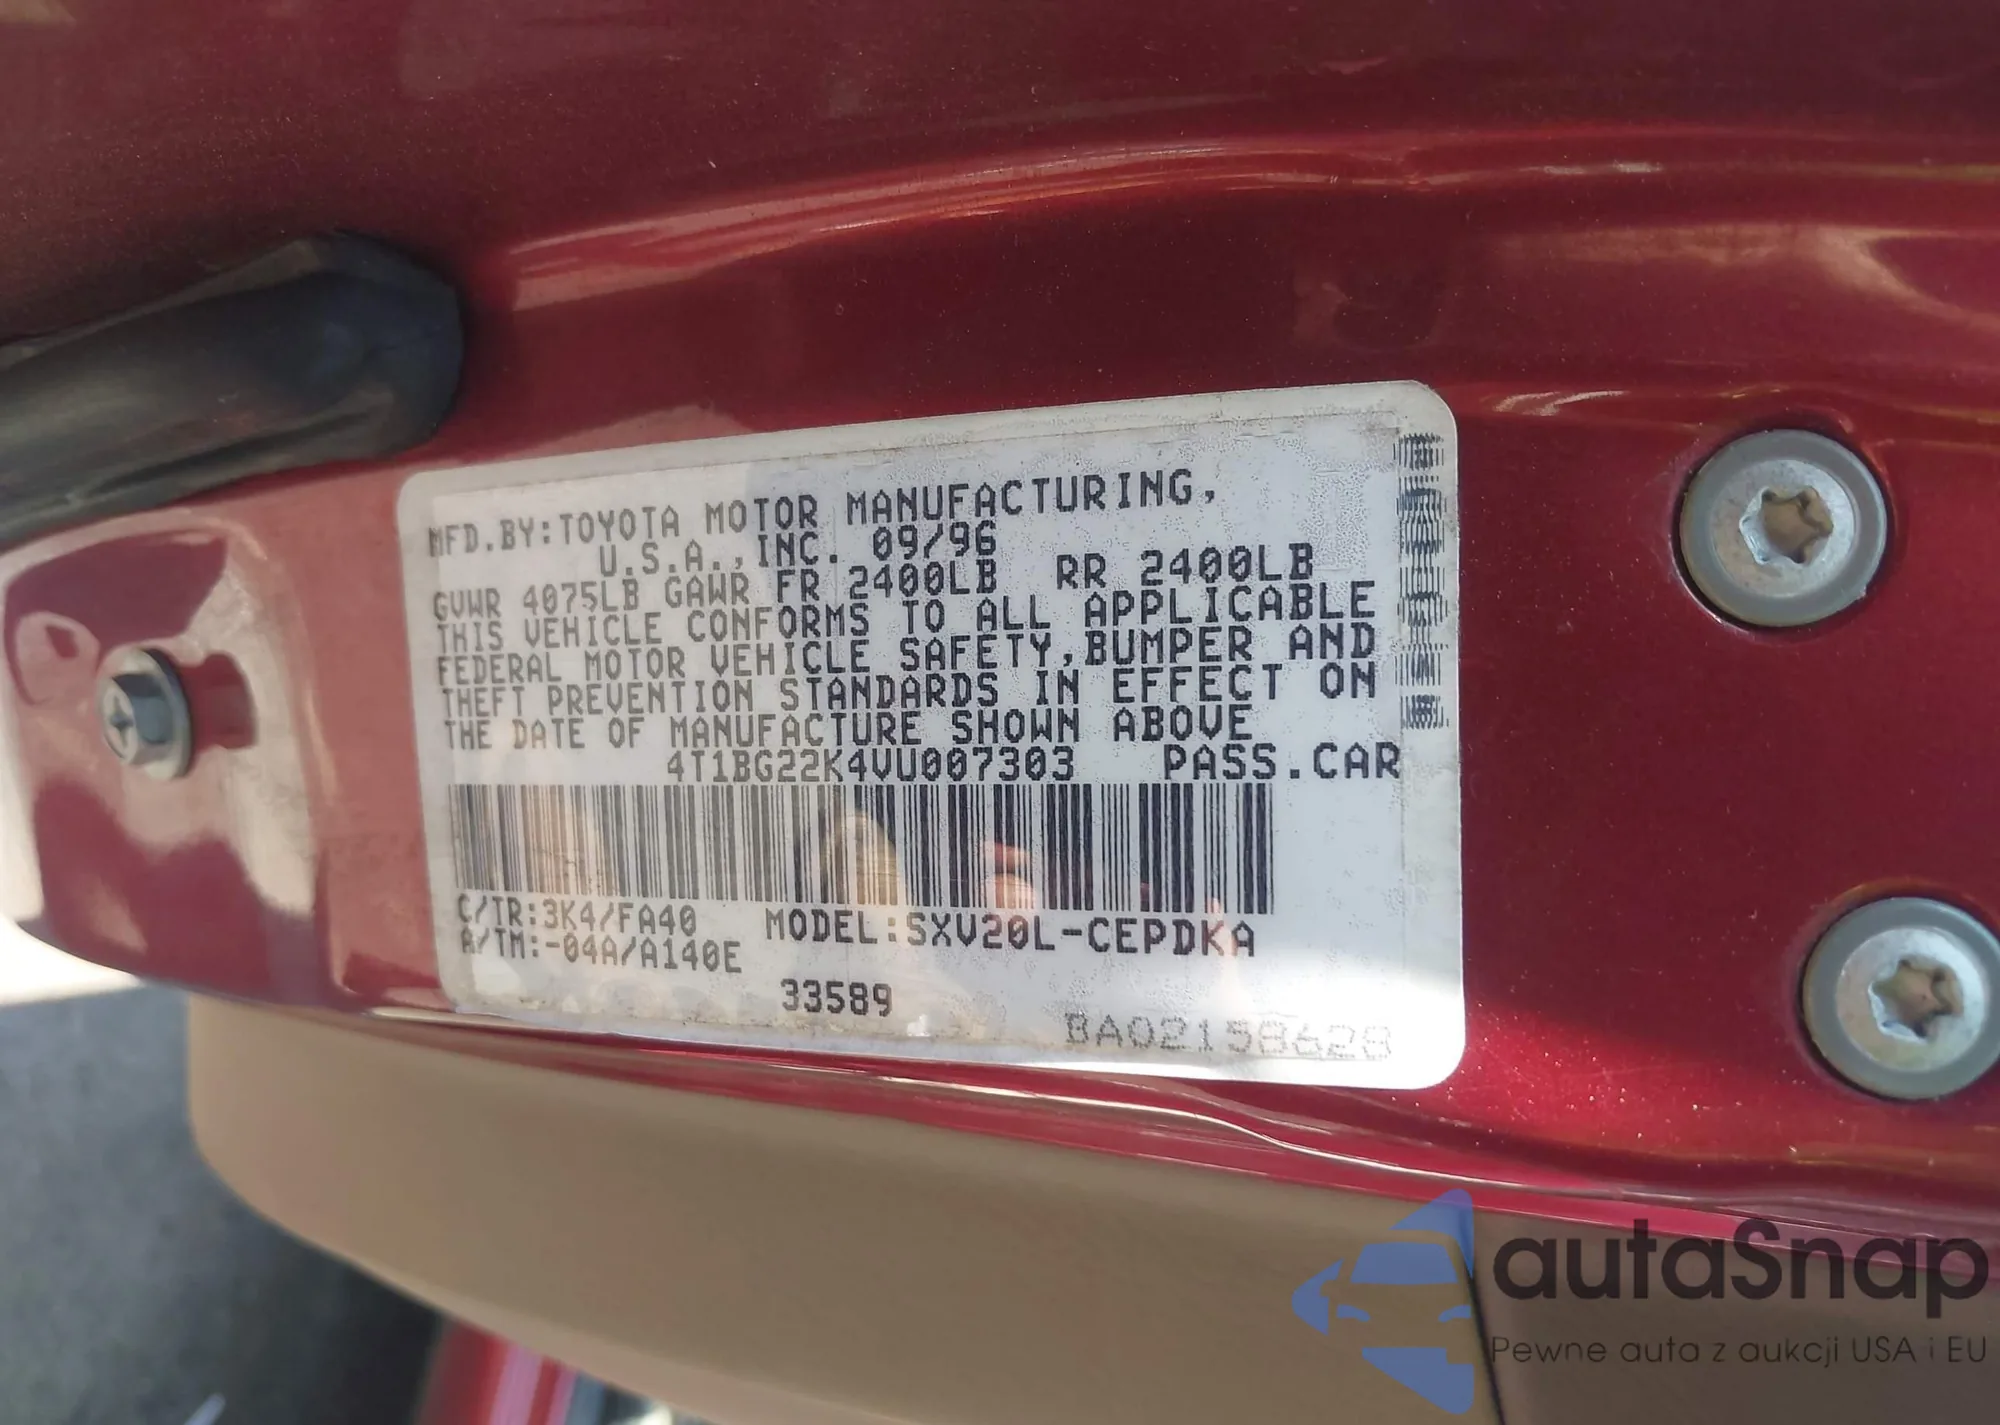 MFD.BY:TOYOTA MOTOR MANUFACTURING,
U.S.A.,INC. 09/96
GVWR 4075LB GAWR FR 2400LB RR 2400LB
THIS VEHICLE CONFORMS TO ALL APPLICABLE
FEDERAL MOTOR VEHICLE SAFETY,BUMPER AND
THEFT PREVENTION STANDARDS IN EFFECT ON
THE DATE OF MANUFACTURE SHOWN ABOVE
4T1BG22K4VU007303 PASS.CAR
C/TR:3K4/FA40 MODEL:SXV20L-CEPDKA
A/TM:-04A/A140E
33589
BA02158628
autaSnap
Pewne auta z aukcji USA i EU